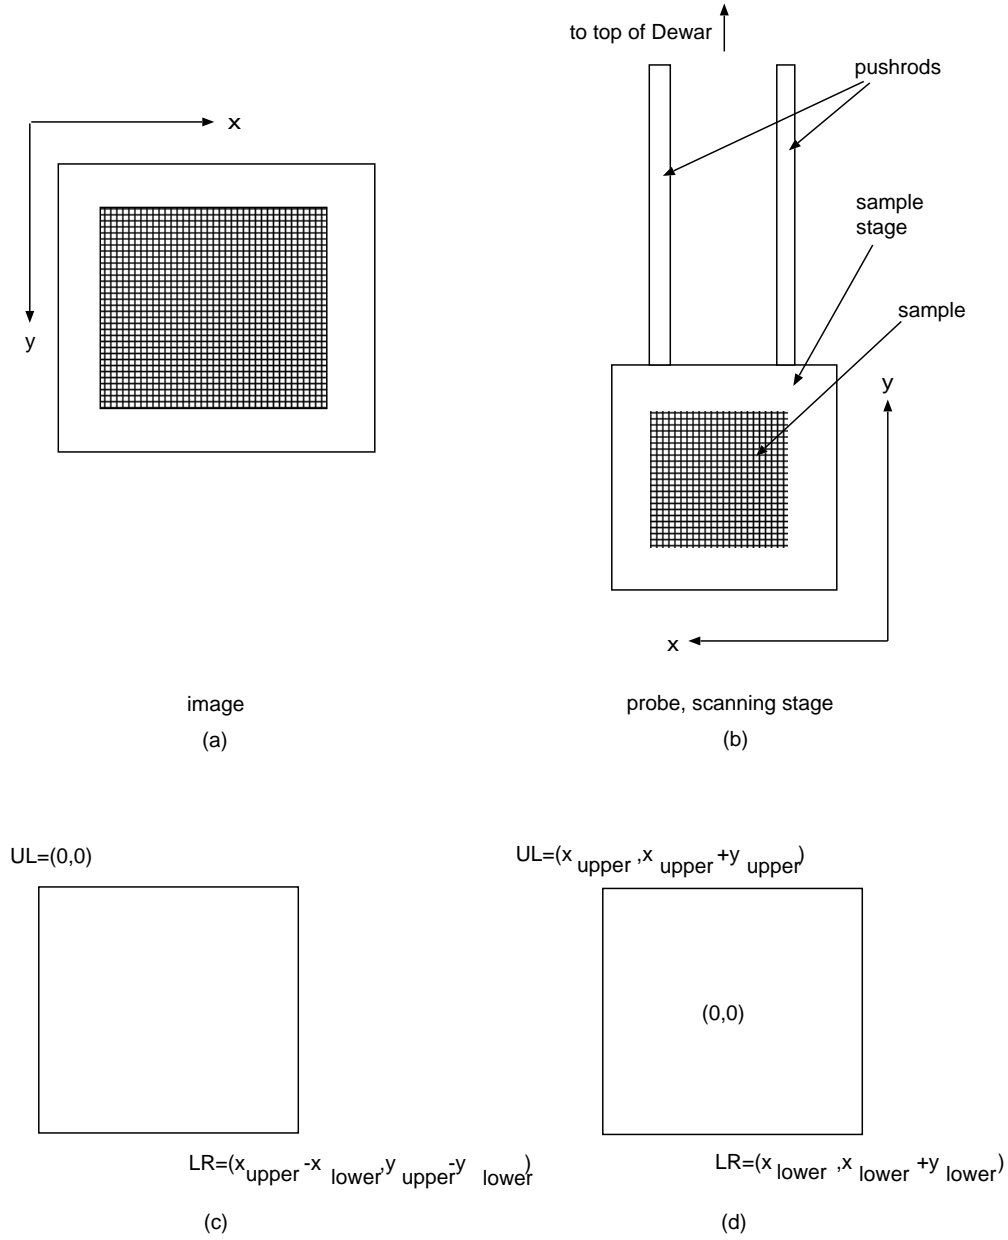 to top of Dewar
pushrods
x
sample
stage
sample
y
y
x
image
probe, scanning stage
(a)
(b)
UL=(0,0)
UL=(x upper ,x upper +y upper)
(0,0)
LR=(x upper -x lower,y upper-y lower)
LR=(x lower ,x lower +y lower)
(c)
(d)